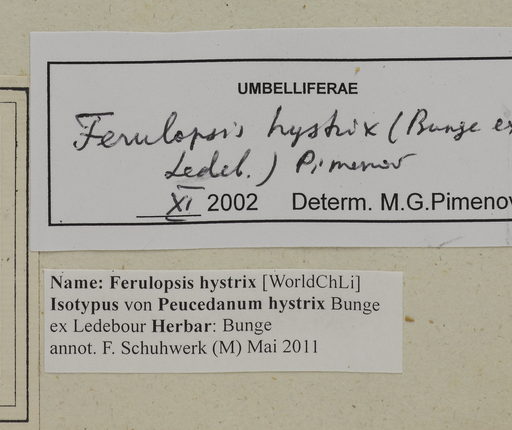 UMBELLIFERAE
Ferulopsis hystrix (Bunge ex
Ledeb.) Pimenov
XI 2002 Determ. M.G.Pimenov
Name: Ferulopsis hystrix [WorldChLi]
Isotypus von Peucedanum hystrix Bunge
ex Ledebour Herbar: Bunge
annot. F. Schuhwerk (M) Mai 2011